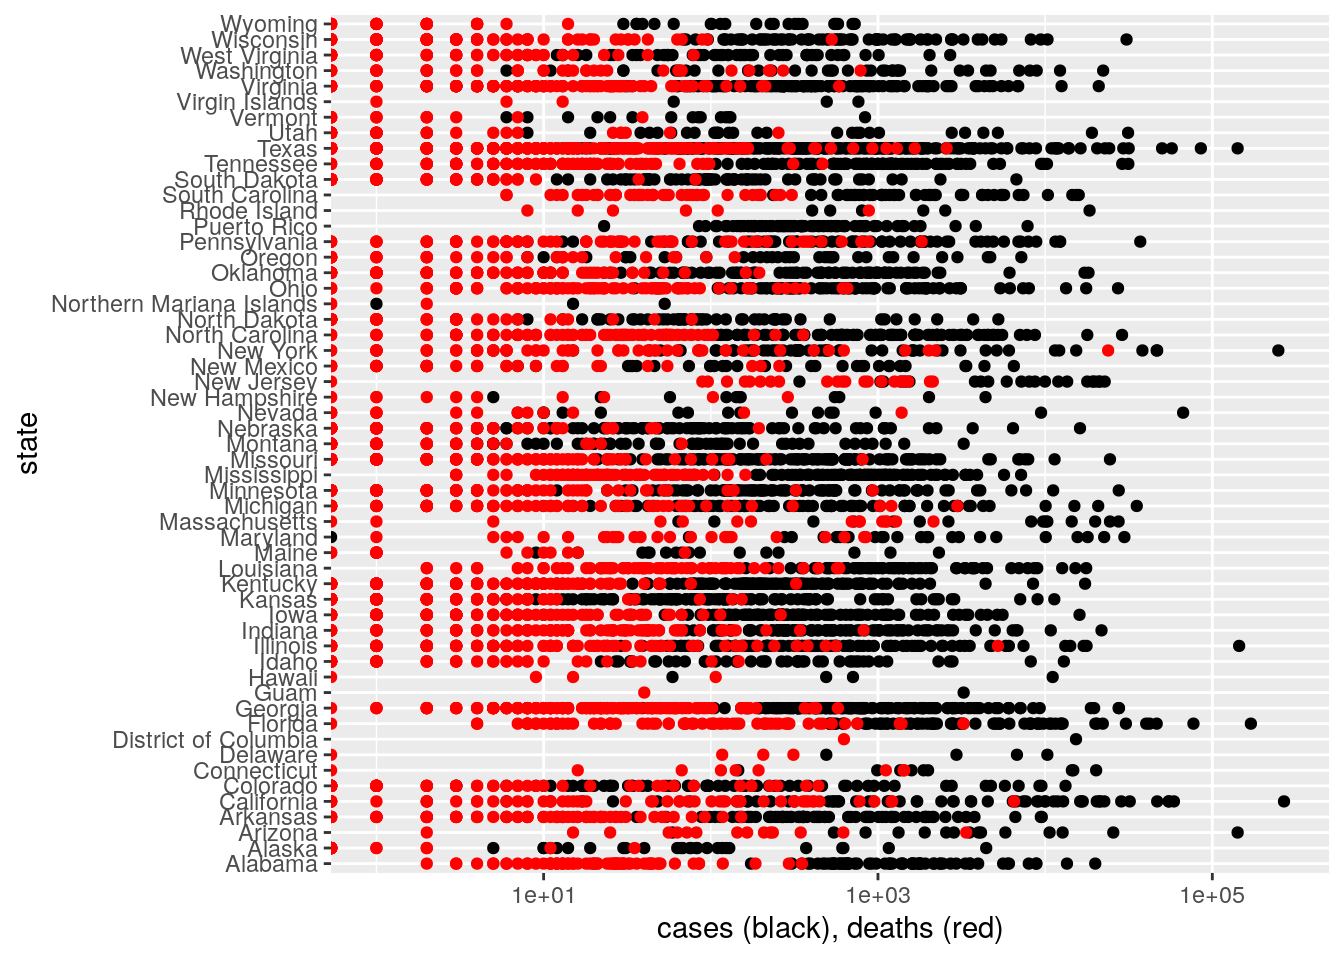 Wyoming
Wisconsin
West Virginia
Washington
Virginia
Virgin Islands
Vermont
Utah
Texas
Tennessee
South Dakota
South Carolina
Rhode Island
Puerto Rico
Pennsylvania
Oregon
Oklahoma
Ohio
Northern Mariana Islands
North Dakota
North Carolina
New York
New Mexico
New Jersey
New Hampshire
Nevada
Nebraska
Montana
Missouri
Mississippi
Minnesota
Michigan
Massachusetts
Maryland
Maine
Louisiana
Kentucky
Kansas
Iowa
Indiana
Illinois
Idaho
Hawaii
Guam
Georgia
Florida
District of Columbia
Delaware
Connecticut
Colorado
California
Arkansas
Arizona
Alaska
Alabama
state
1e+01 1e+03 1e+05
cases (black), deaths (red)